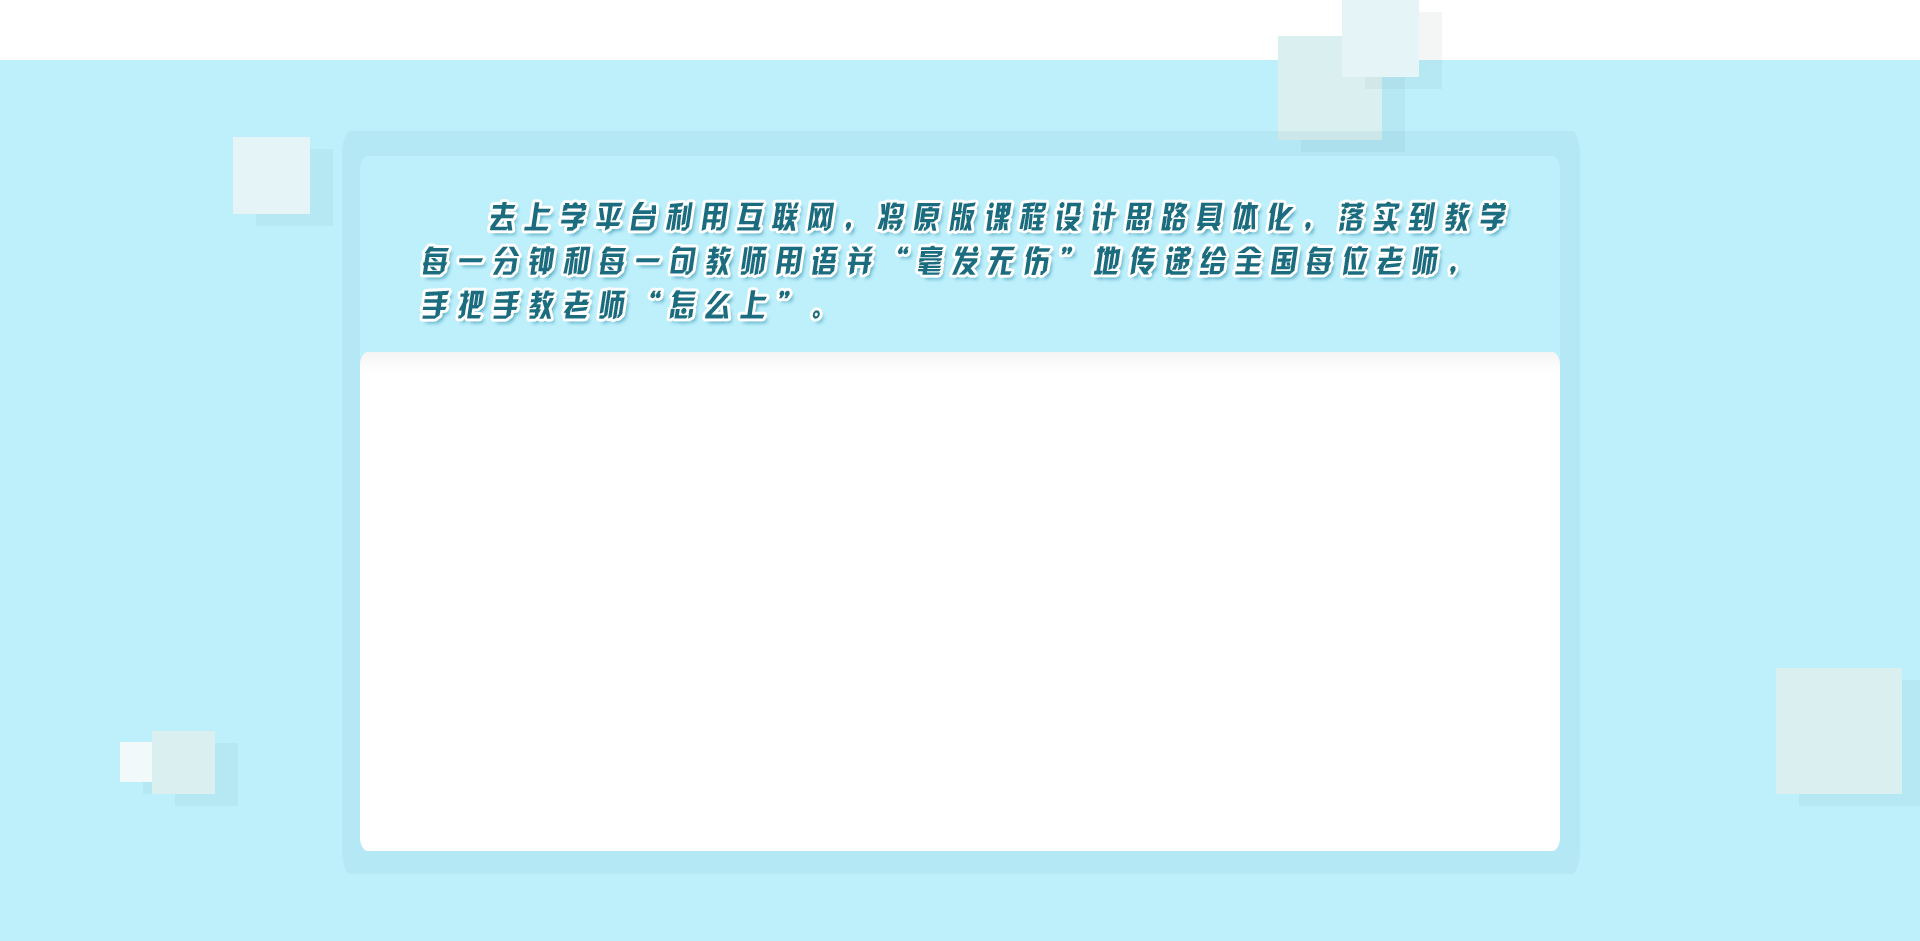 去上学平台利用互联网，将原版课程设计思路具体化，落实到教学
每一分钟和每一句教师用语并“毫发无伤”地传递给全国每位老师，
手把手教老师“怎么上”。